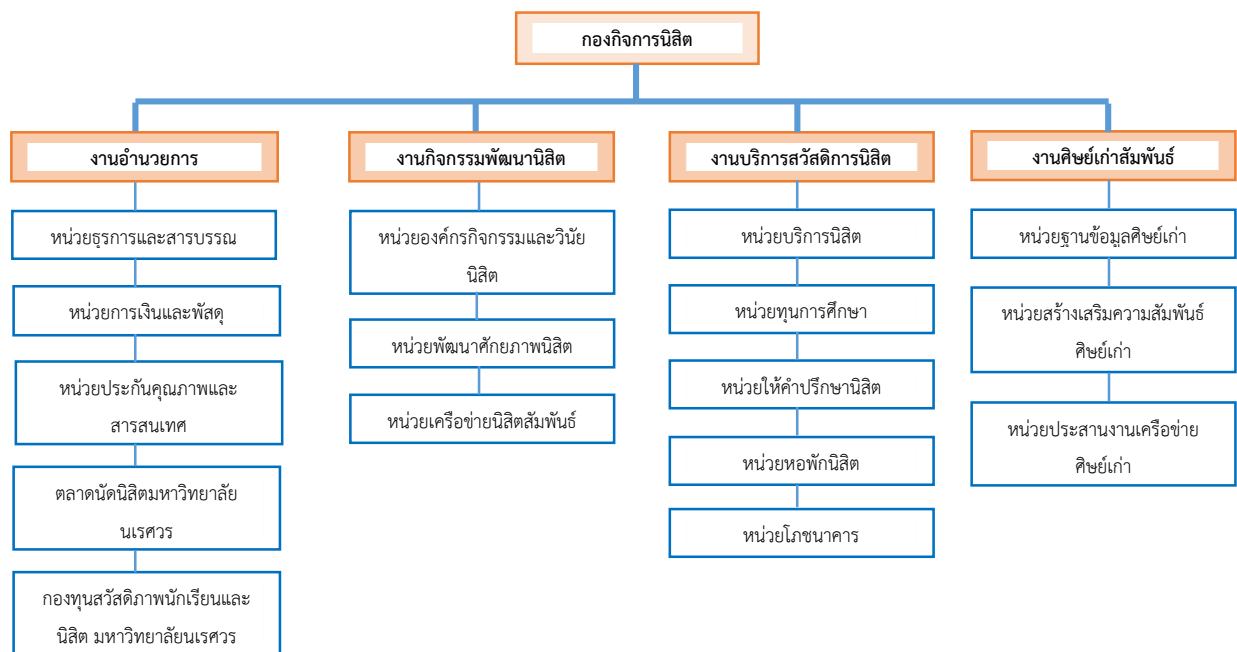 กองกิจการนิสิต
งานอำนวยการ
หน่วยธุรการและสารบรรณ
หน่วยการเงินและพัสดุ
หน่วยประกันคุณภาพและ
สารสนเทศ
ตลาดนัดนิสิตมหาวิทยาลัย
นเรศวร
กองทุนสวัสดิภาพนักเรียนและ
นิสิต มหาวิทยาลัยนเรศวร
งานกิจกรรมพัฒนานิสิต
หน่วยองค์กรกิจกรรมและวินัย
นิสิต
หน่วยพัฒนาศักยภาพนิสิต
หน่วยเครือข่ายนิสิตสัมพันธ์
งานบริการสวัสดิการนิสิต
หน่วยบริการนิสิต
หน่วยทุนการศึกษา
หน่วยให้คำปรึกษานิสิต
หน่วยหอพักนิสิต
หน่วยโภชนาคาร
งานศิษย์เก่าสัมพันธ์
หน่วยฐานข้อมูลศิษย์เก่า
หน่วยสร้างเสริมความสัมพันธ์
ศิษย์เก่า
หน่วยประสานงานเครือข่าย
ศิษย์เก่า